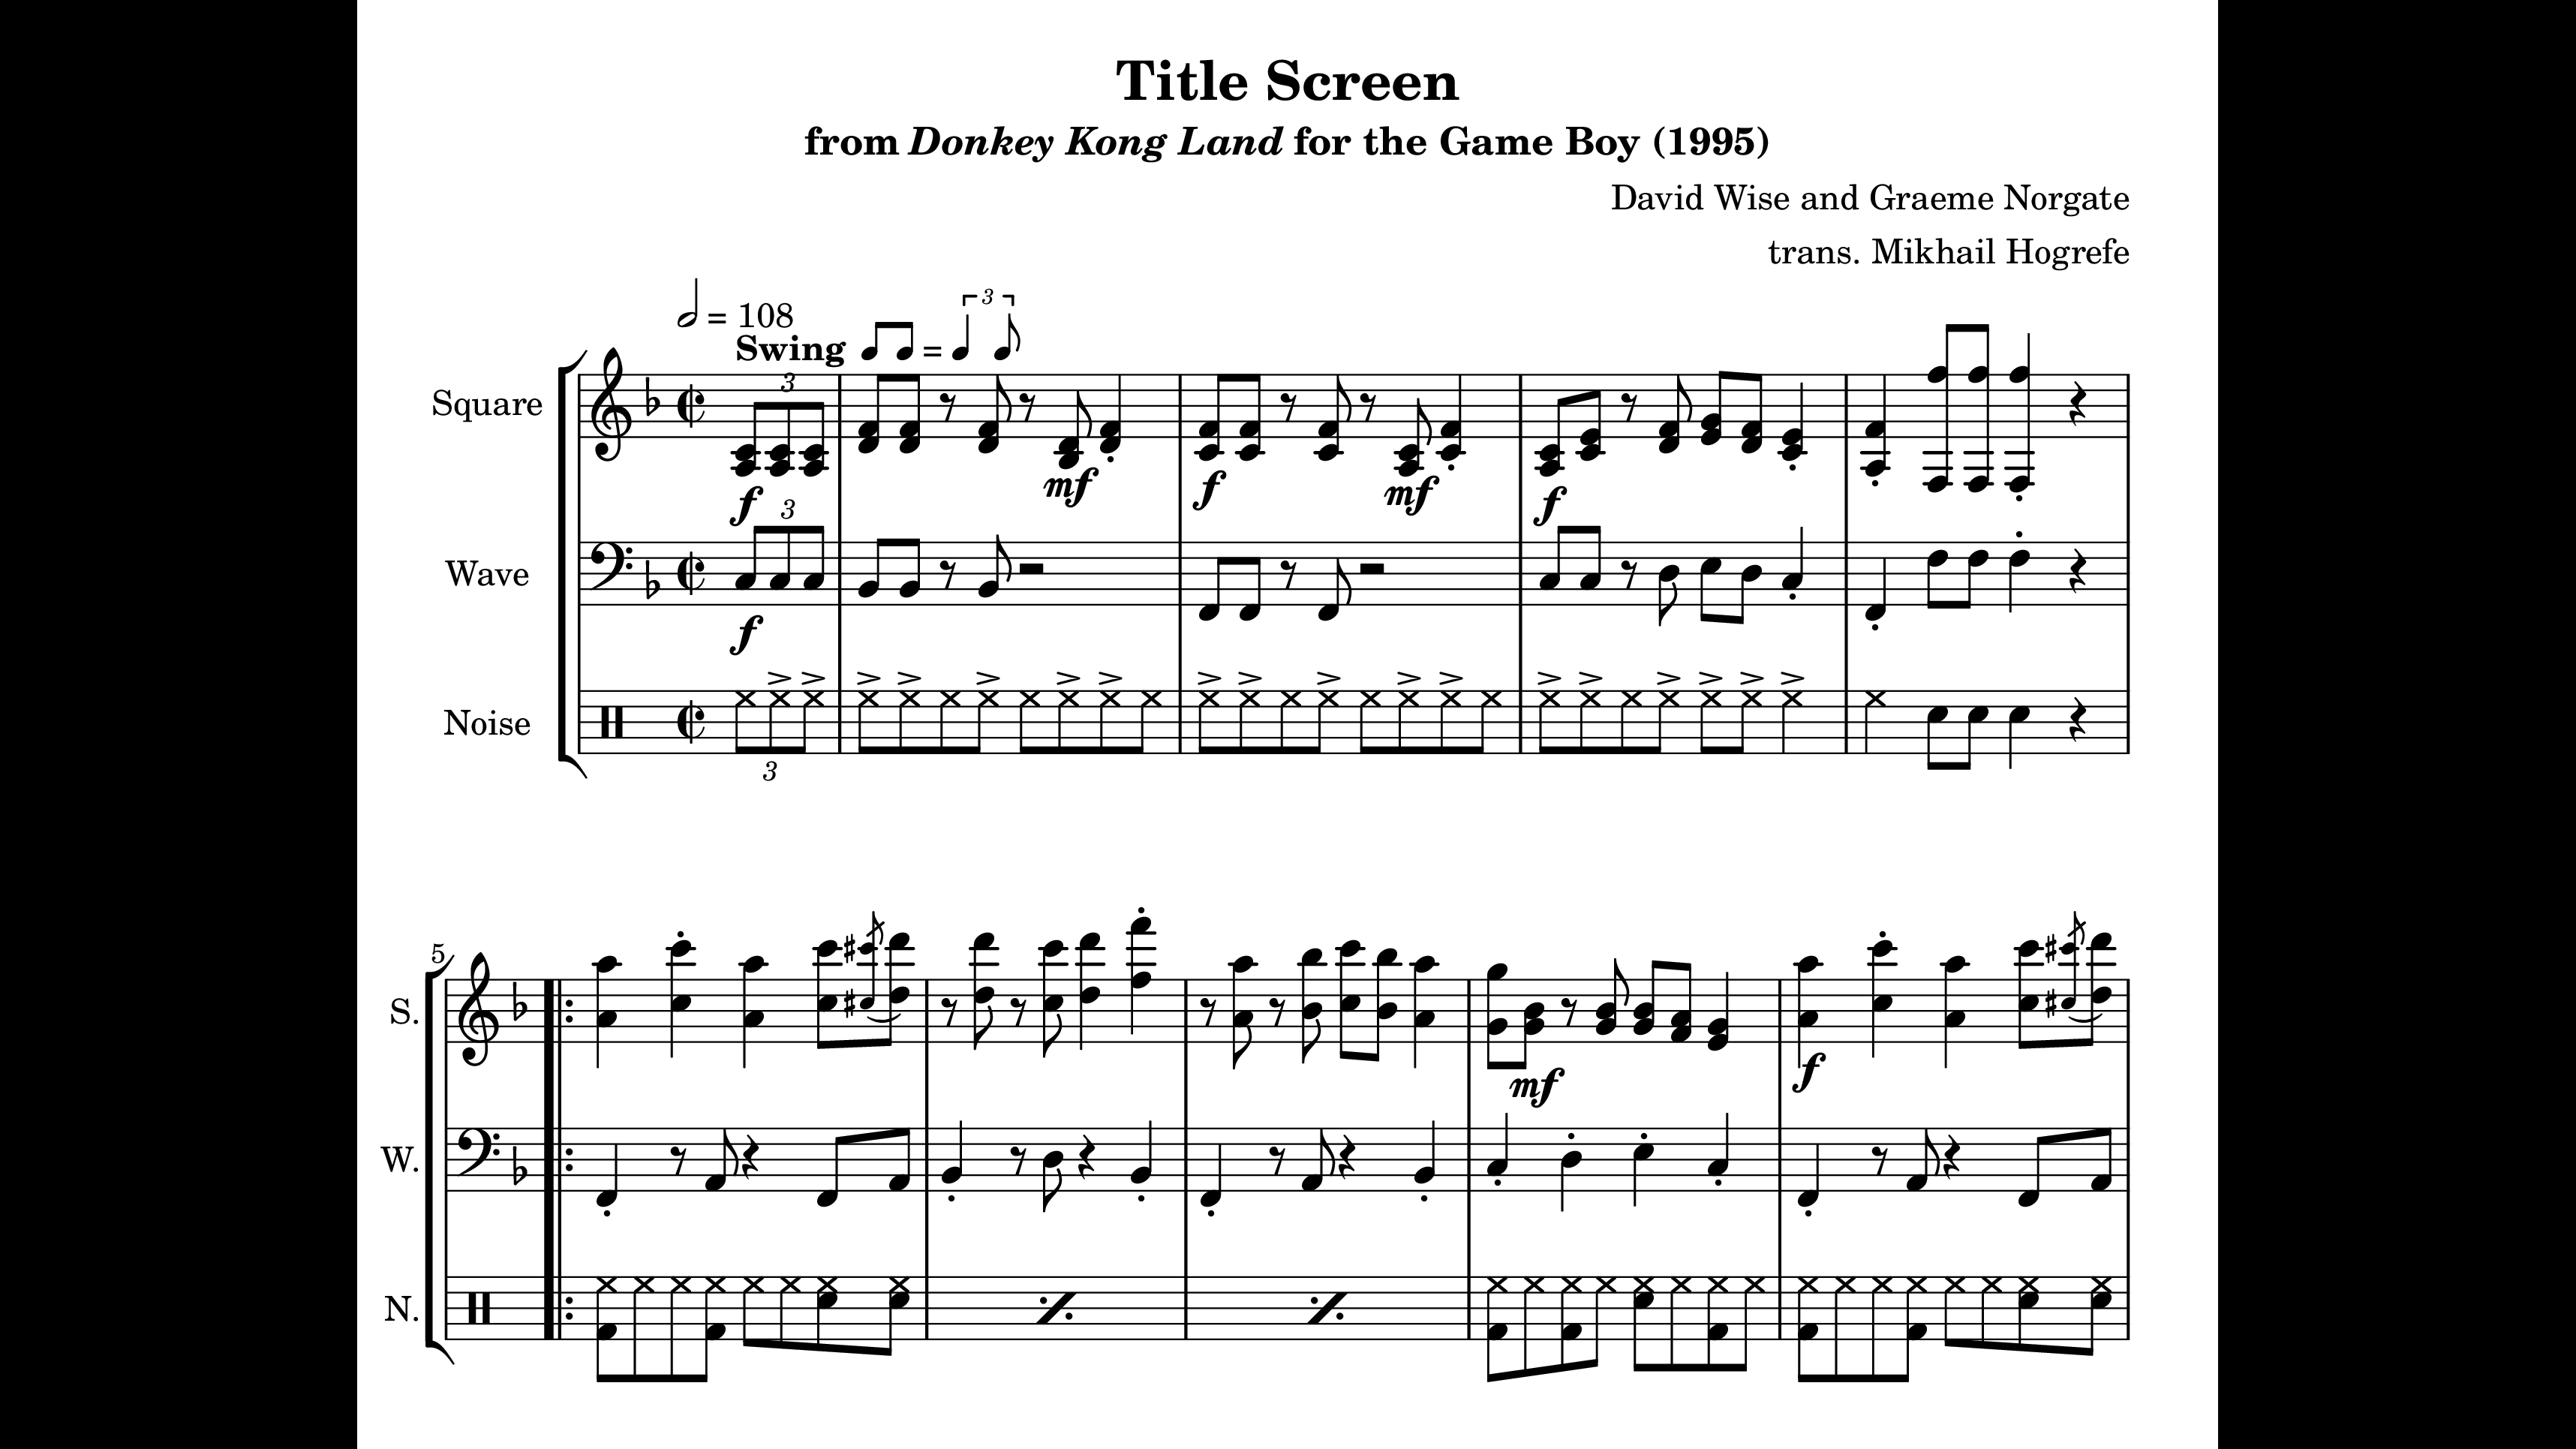 Title Screen
from Donkey Kong Land for the Game Boy (1995)
David Wise and Graeme Norgate
trans. Mikhail Hogrefe
= 108
Swing = 3
Square
3
f mf f mf f
Wave
3
f
Noise
3
5
S.
mf f
W.
N.